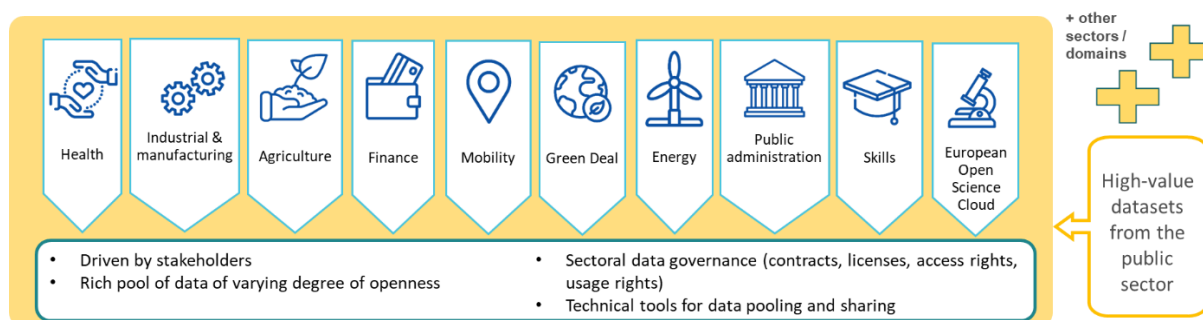 + other
sectors /
domains
Health
Industrial &
manufacturing
Agriculture
Finance
Mobility
Green Deal
Energy
Public
administration
Skills
European
Open
Science
Cloud
• Driven by stakeholders
• Rich pool of data of varying degree of openness
• Sectoral data governance (contracts, licenses, access rights,
usage rights)
• Technical tools for data pooling and sharing
High-value
datasets
from the
public
sector